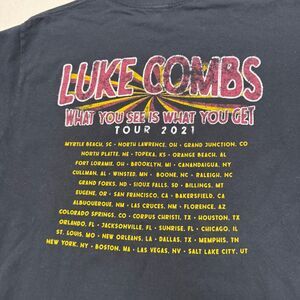 LUKE COMBS
WHAT YOU SEE IS WHAT YOU GET
TOUR 2021
MYRTLE BEACH, SC • NORTH LAWRENCE, OH • GRAND JUNCTION, CO
NORTH PLATTE, NE • TOPEKA, KS • ORANGE BEACH, AL
FORT LORAMIE, OH • BROOKLYN, MI • CANANDAIGUA, NY
CULLMAN, AL • WINSTED, MN • BOONE, NC • RALEIGH, NC
GRAND FORKS, ND • SIOUX FALLS, SD • BILLINGS, MT
EUGENE, OR • SAN FRANCISCO, CA • BAKERSFIELD, CA
ALBUQUERQUE, NM • LAS CRUCES, NM • FLORENCE, AZ
COLORADO SPRINGS, CO • CORPUS CHRISTI, TX • HOUSTON, TX
ORLANDO, FL • JACKSONVILLE, FL • SUNRISE, FL • CHICAGO, IL
ST. LOUIS, MO • NEW ORLEANS, LA • DALLAS, TX • MEMPHIS, TN
NEW YORK, NY • BOSTON, MA • LAS VEGAS, NV • SALT LAKE CITY, UT